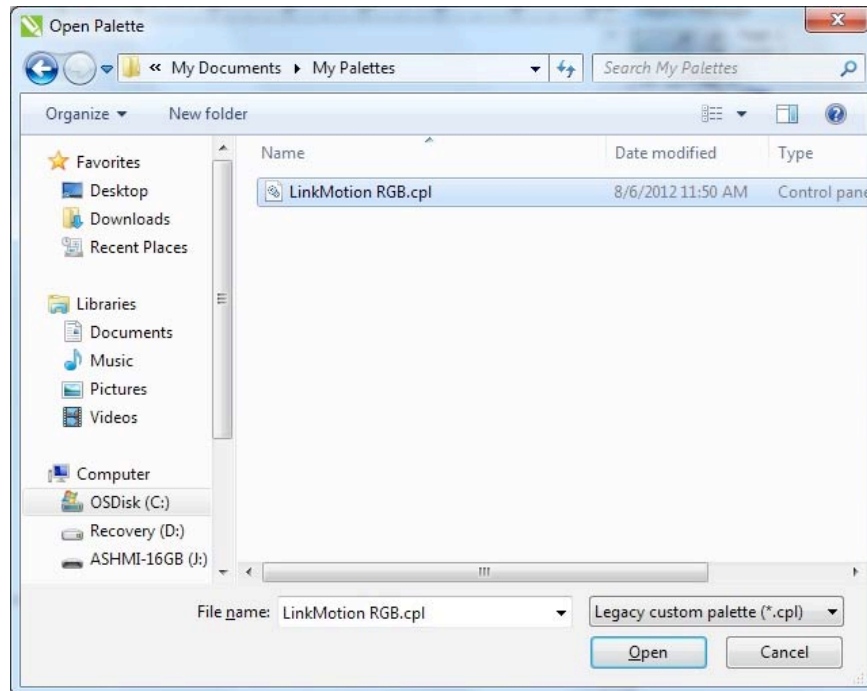 Open Palette
« My Documents ▸ My Palettes
Search My Palettes
Organize
New folder
Name
Date modified
Type
Favorites
Desktop
Downloads
Recent Places
Libraries
Documents
Music
Pictures
Videos
Computer
OSDisk (C:)
Recovery (D:)
ASHMI-16GB (J:)
LinkMotion RGB.cpl
8/6/2012 11:50 AM
Control pane
File name:
LinkMotion RGB.cpl
Legacy custom palette (*.cpl)
Open
Cancel